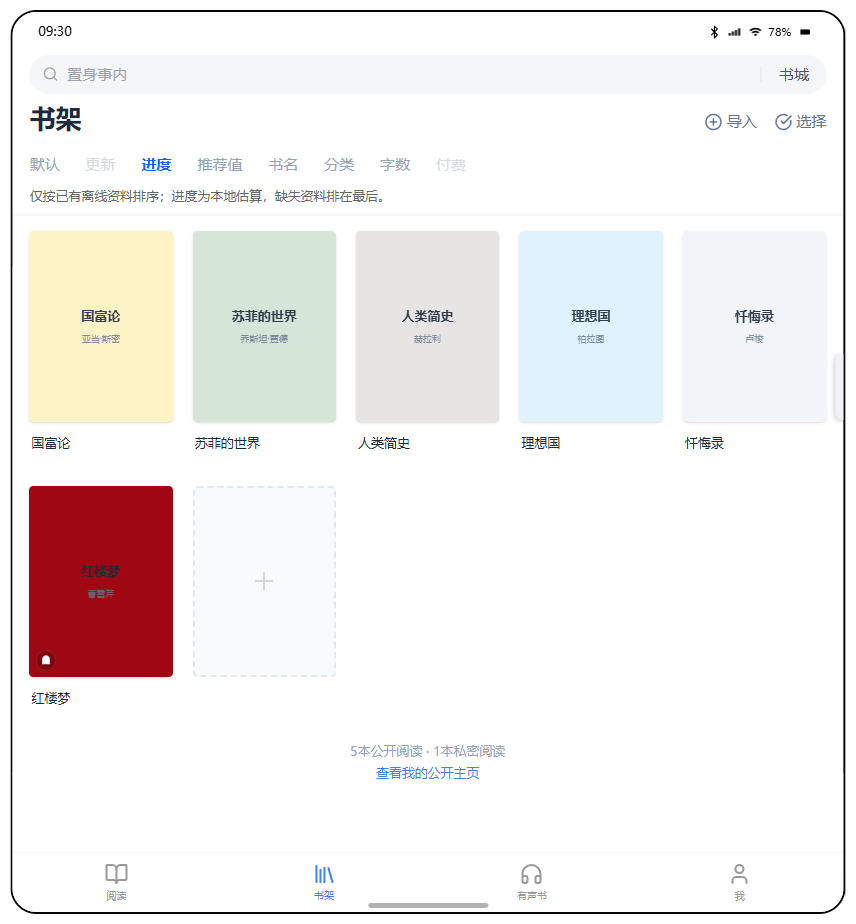 09:30
78%
置身事内
书城
书架
导入
选择
默认 更新 进度 推荐值 书名 分类 字数 付费
仅按已有离线资料排序；进度为本地估算，缺失资料排在最后。
国富论
亚当·斯密
苏菲的世界
乔斯坦·贾德
人类简史
赫拉利
理想国
柏拉图
忏悔录
卢梭
国富论
苏菲的世界
人类简史
理想国
忏悔录
红楼梦
曹雪芹
红楼梦
5本公开阅读 · 1本私密阅读
查看我的公开主页
阅读
书架
有声书
我